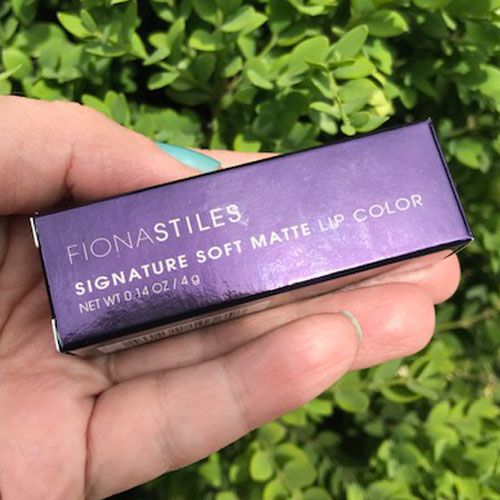 FIONASTILES
SIGNATURE SOFT MATTE LIP COLOR
NET WT 0.14 OZ / 4 g